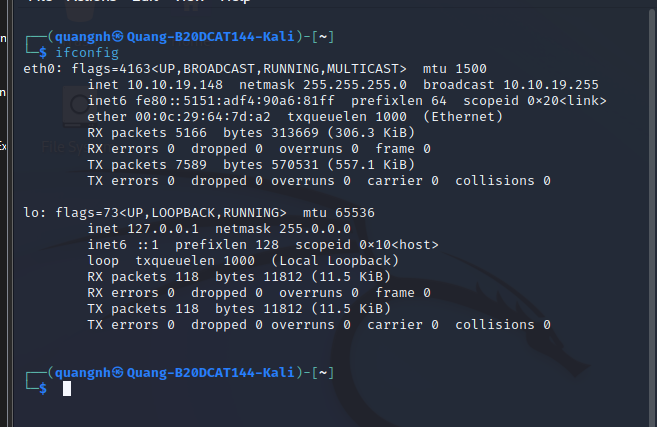 ┌──(quangnh㉿Quang-B20DCAT144-Kali)-[~]
└─$ ifconfig
eth0: flags=4163<UP,BROADCAST,RUNNING,MULTICAST>  mtu 1500
        inet 10.10.19.148  netmask 255.255.255.0  broadcast 10.10.19.255
        inet6 fe80::5151:adf4:90a6:81ff  prefixlen 64  scopeid 0×20<link>
        ether 00:0c:29:64:7d:a2  txqueuelen 1000  (Ethernet)
        RX packets 5166  bytes 313669 (306.3 KiB)
        RX errors 0  dropped 0  overruns 0  frame 0
        TX packets 7589  bytes 570531 (557.1 KiB)
        TX errors 0  dropped 0 overruns 0  carrier 0  collisions 0

lo: flags=73<UP,LOOPBACK,RUNNING>  mtu 65536
        inet 127.0.0.1  netmask 255.0.0.0
        inet6 ::1  prefixlen 128  scopeid 0×10<host>
        loop  txqueuelen 1000  (Local Loopback)
        RX packets 118  bytes 11812 (11.5 KiB)
        RX errors 0  dropped 0  overruns 0  frame 0
        TX packets 118  bytes 11812 (11.5 KiB)
        TX errors 0  dropped 0 overruns 0  carrier 0  collisions 0

┌──(quangnh㉿Quang-B20DCAT144-Kali)-[~]
└─$